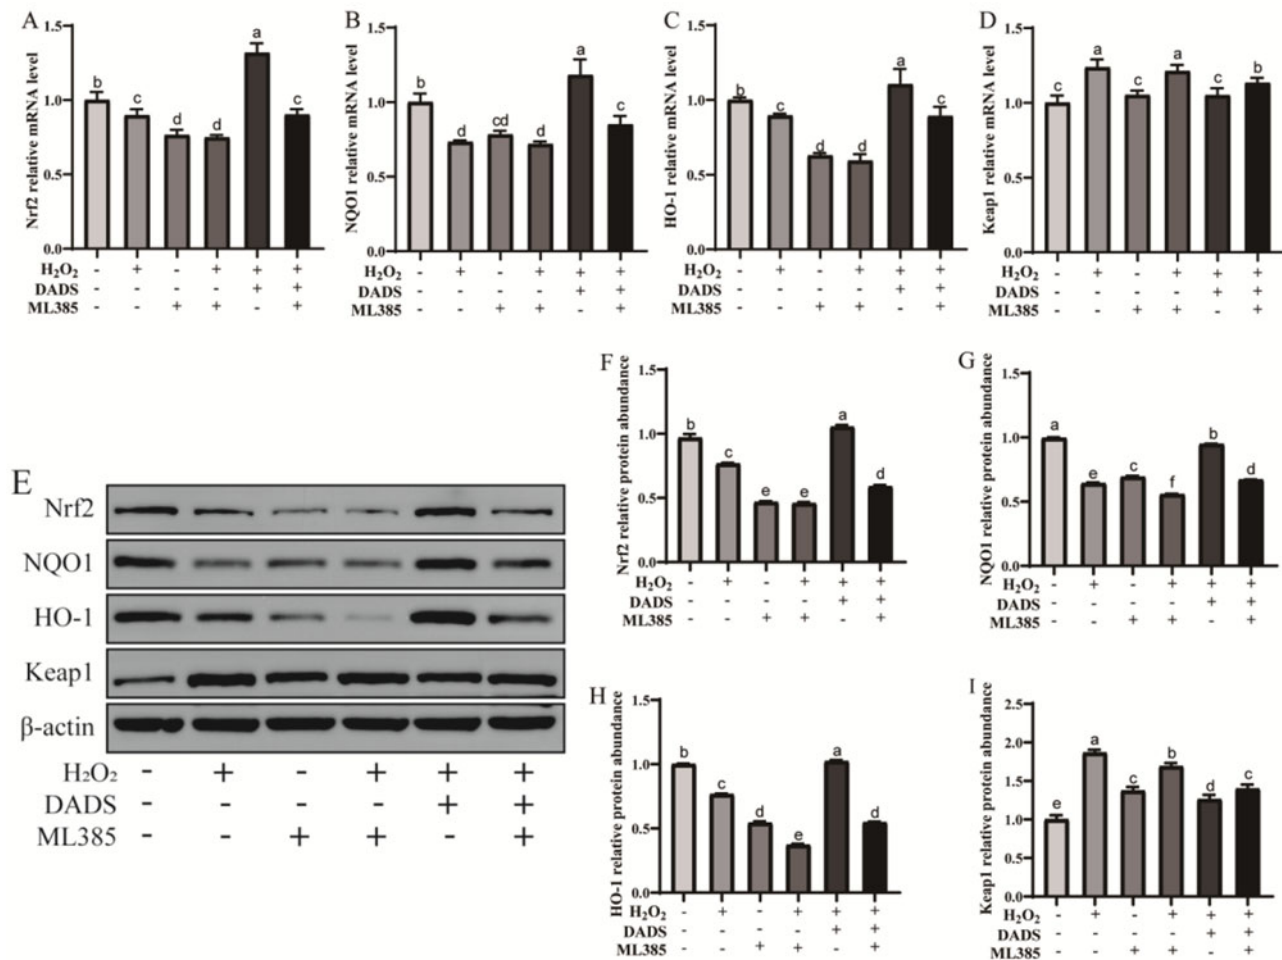 A
Nrf2 relative mRNA level
1.5
1.0
0.5
0.0
b c d d a c
H₂O₂ - + - + + +
DADS - - - - + +
ML385 - - + + - +
B
NQO1 relative mRNA level
1.5
1.0
0.5
0.0
b d cd d a c
- + - + + +
- - - - + +
- - + + - +
C
HO-1 relative mRNA level
1.5
1.0
0.5
0.0
b c d d a c
H₂O₂ - + - + + +
DADS - - - - + +
ML385 - - + + - +
D
Keap1 relative mRNA level
1.5
1.0
0.5
0.0
c a c a c b
- + - + + +
- - - - + +
- - + + - +
E
Nrf2
NQO1
HO-1
Keap1
β-actin
H₂O₂ - + - + + +
DADS - - - - + +
ML385 - - + + - +
F
Nrf2 relative protein abundance
1.5
1.0
0.5
0.0
b c e e a d
H₂O₂ - + - + + +
DADS - - - - + +
ML385 - - + + - +
G
NQO1 relative protein abundance
1.5
1.0
0.5
0.0
a e c f b d
H₂O₂ - + - + + +
DADS - - - - + +
ML385 - - + + - +
H
HO-1 relative protein abundance
1.5
1.0
0.5
0.0
b c d e a d
H₂O₂ - + - + + +
DADS - - - - + +
ML385 - - + + - +
I
Keap1 relative protein abundance
2.5
2.0
1.5
1.0
0.5
0.0
e a c b d c
H₂O₂ - + - + + +
DADS - - - - + +
ML385 - - + + - +